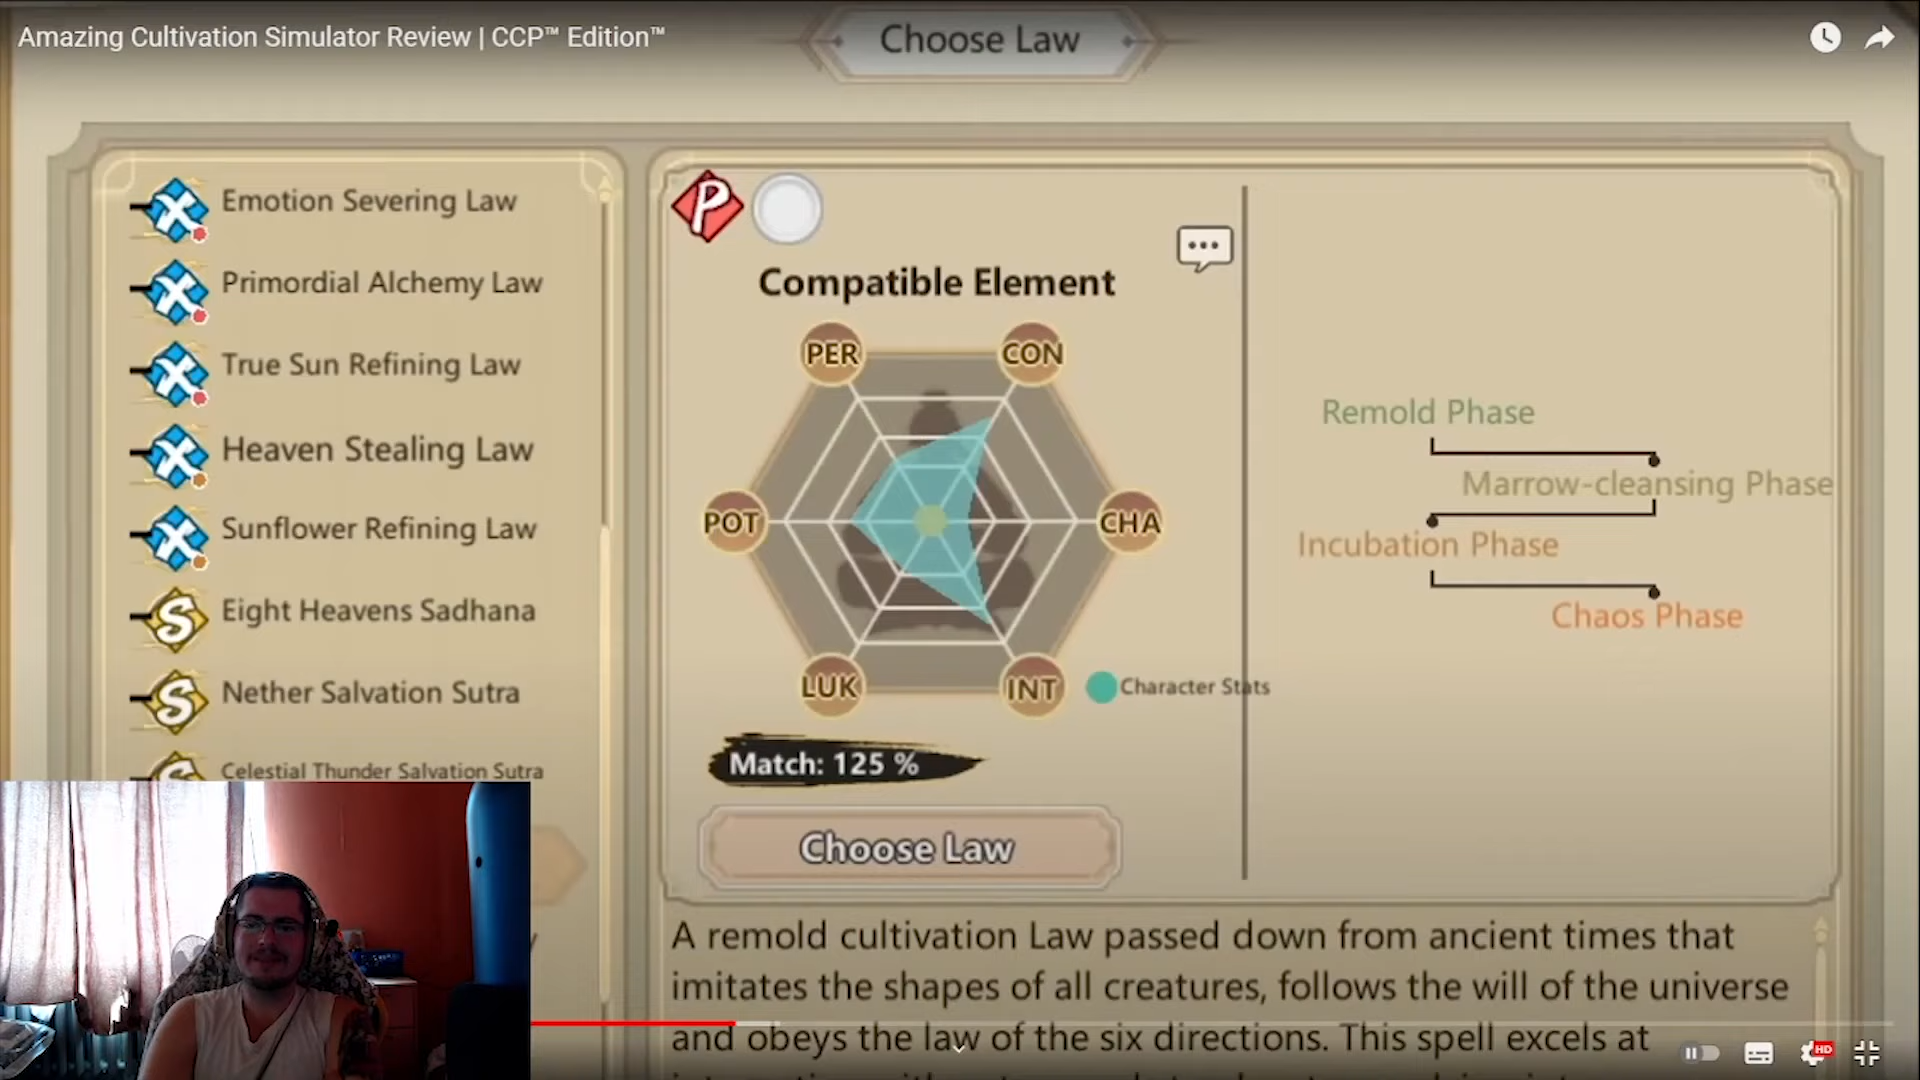 Amazing Cultivation Simulator Review | CCP™ Edition™
Choose Law
Emotion Severing Law
Primordial Alchemy Law
True Sun Refining Law
Heaven Stealing Law
Sunflower Refining Law
Eight Heavens Sadhana
Nether Salvation Sutra
Celestial Thunder Salvation Sutra
P
Compatible Element
PER
CON
POT
CHA
LUK
INT
Character Stats
Match: 125 %
Choose Law
Remold Phase
Marrow-cleansing Phase
Incubation Phase
Chaos Phase
A remold cultivation Law passed down from ancient times that
imitates the shapes of all creatures, follows the will of the universe
and obeys the law of the six directions. This spell excels at
HD